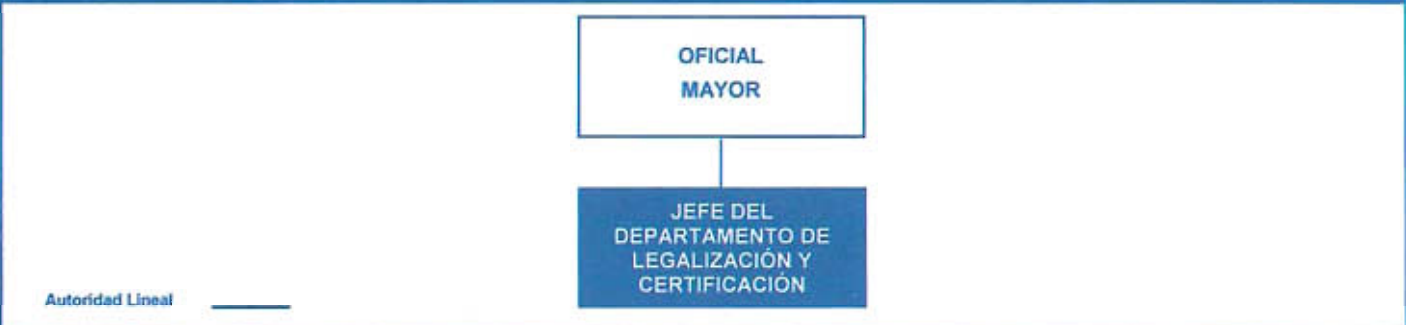 OFICIAL
MAYOR
JEFE DEL
DEPARTAMENTO DE
LEGALIZACIÓN Y
CERTIFICACIÓN
Autoridad Lineal